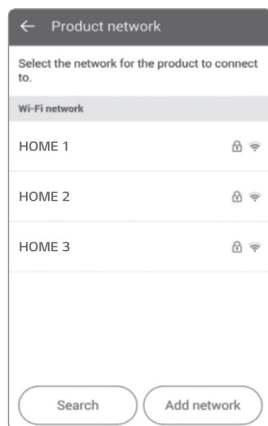 ← Product network
Select the network for the product to connect
to.
Wi-Fi network
HOME 1
HOME 2
HOME 3
Search
Add network